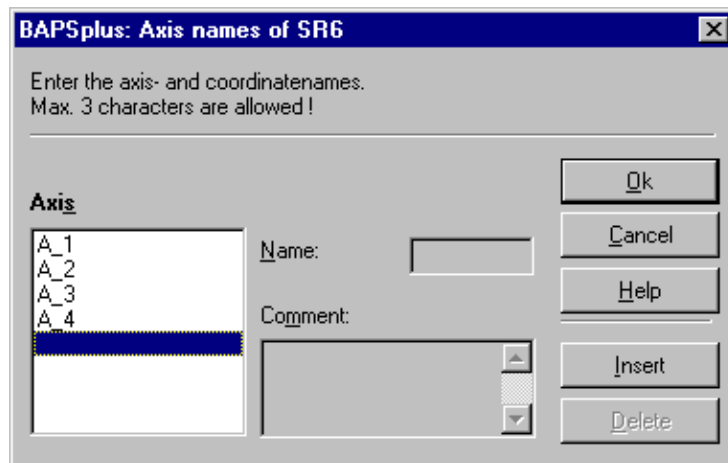 BAPSplus: Axis names of SR6
Enter the axis- and coordinatenames.
Max. 3 characters are allowed !
Axis
A_1
A_2
A_3
A_4
Name:
Comment:
Ok
Cancel
Help
Insert
Delete